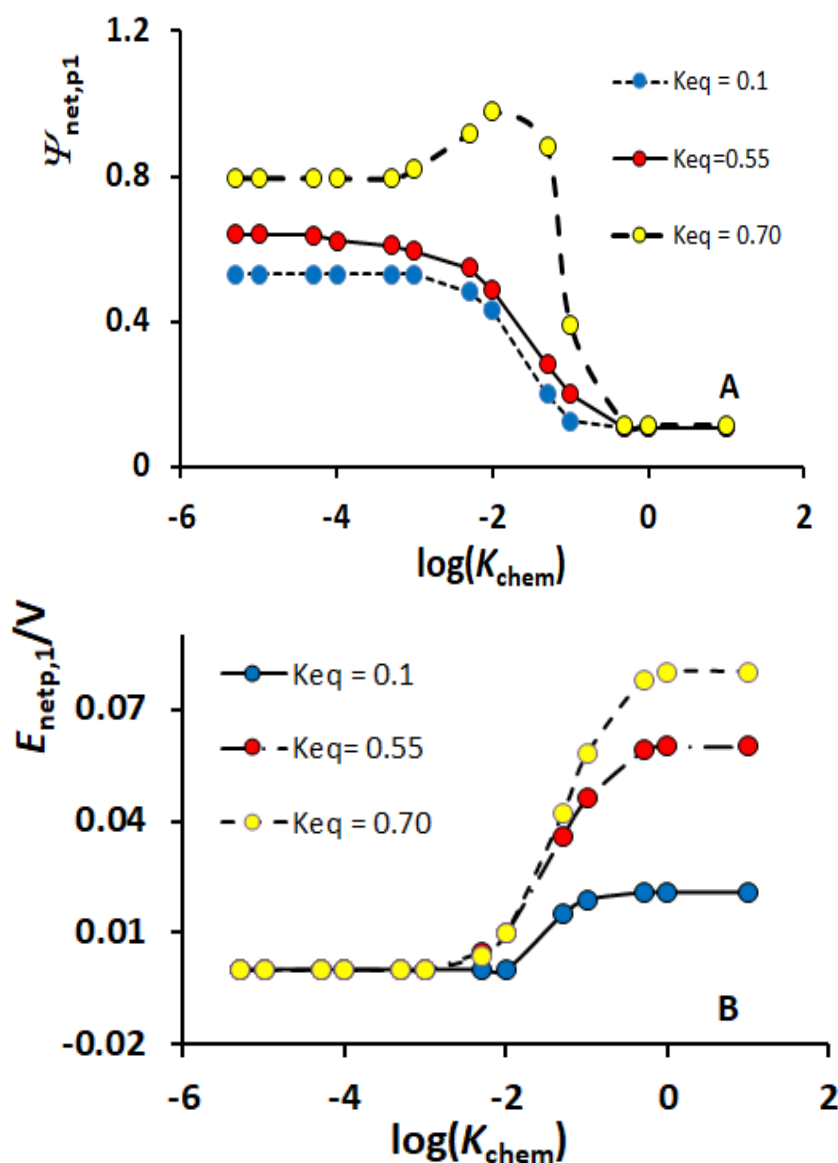 1.2
Ψnet,p1
Keq = 0.1
Keq=0.55
Keq = 0.70
0.8
0.4
A
0
-6 -4 -2 0 2
log(Kchem)
Enetp,1/V
Keq = 0.1
Keq= 0.55
Keq = 0.70
0.07
0.04
0.01
B
-0.02
-6 -4 -2 0 2
log(Kchem)